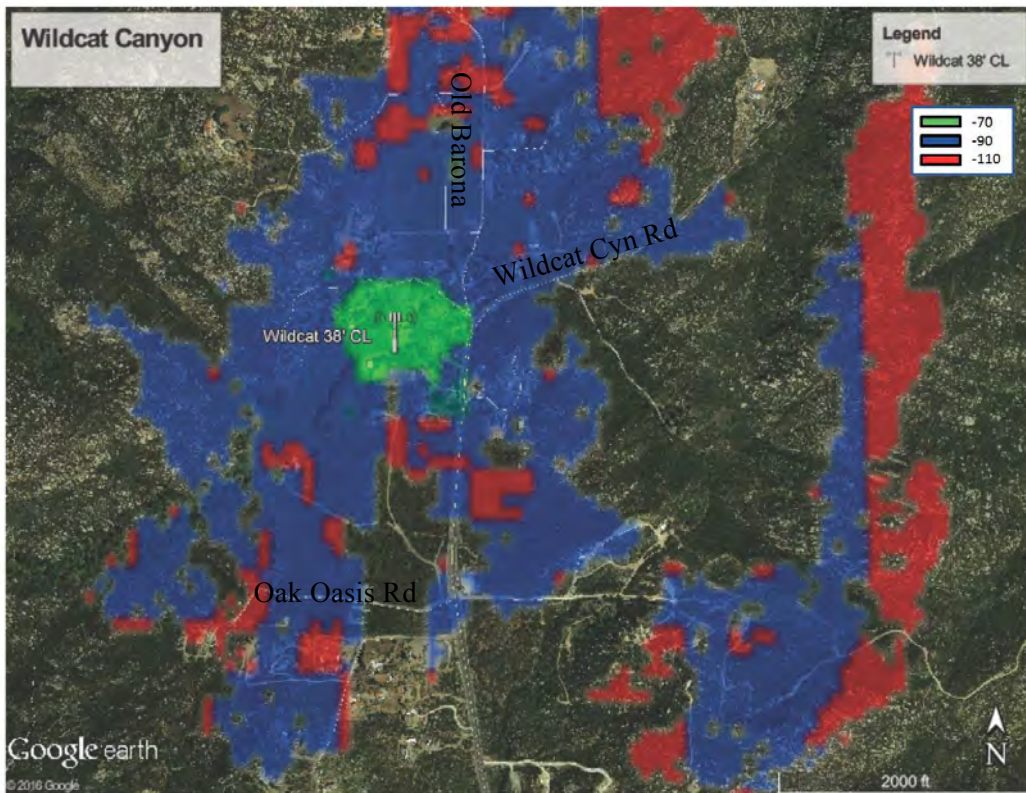 Wildcat Canyon
Legend
Wildcat 38' CL
-70
-90
-110
Old Barona
Wildcat Cyn Rd
Wildcat 38' CL
Oak Oasis Rd
Google earth
© 2016 Google
N
2000 ft